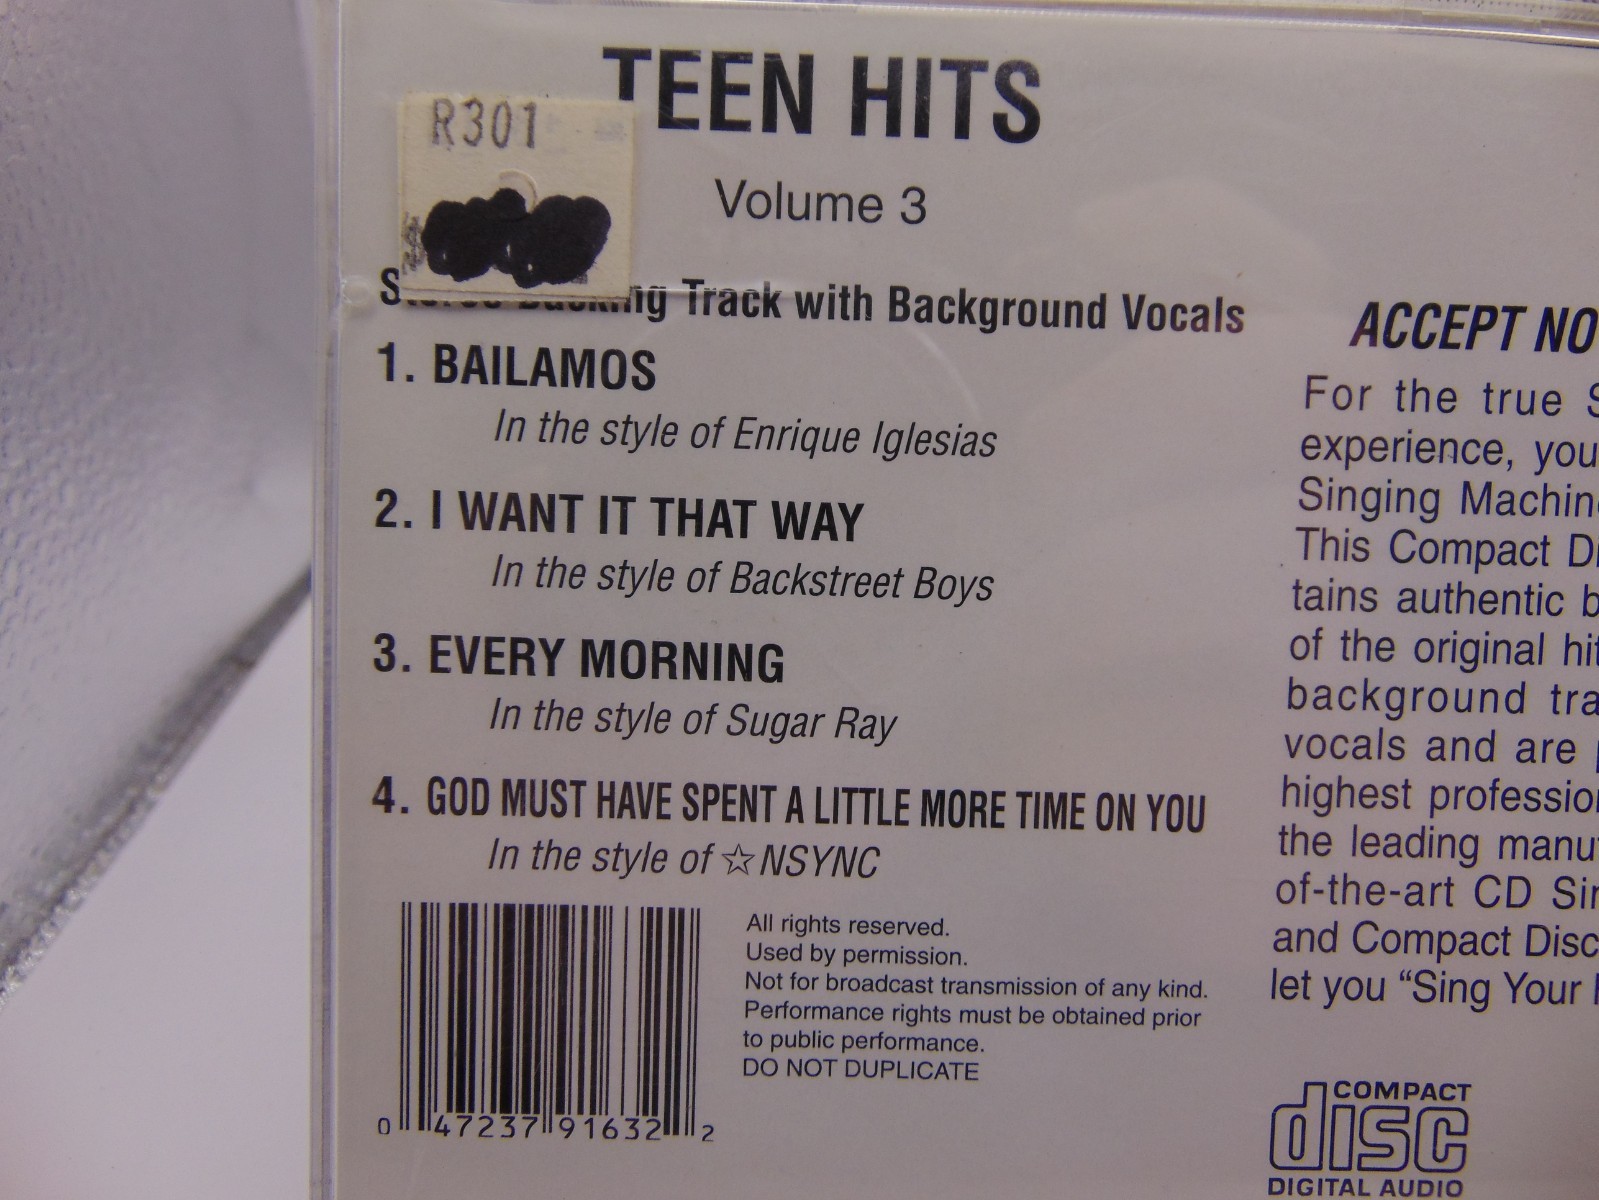 TEEN HITS
R301
Volume 3
Stereo Backing Track with Background Vocals
1. BAILAMOS
In the style of Enrique Iglesias
2. I WANT IT THAT WAY
In the style of Backstreet Boys
3. EVERY MORNING
In the style of Sugar Ray
4. GOD MUST HAVE SPENT A LITTLE MORE TIME ON YOU
In the style of ☆NSYNC
All rights reserved.
Used by permission.
Not for broadcast transmission of any kind.
Performance rights must be obtained prior
to public performance.
DO NOT DUPLICATE
0 47237 91632 2
ACCEPT NO
For the true
experience, you
Singing Machine
This Compact
tains authentic
of the original
background
vocals and are
highest
the leading
of-the-art CD
and Compact Disc
let you “Sing Your
COMPACT
disc
DIGITAL AUDIO